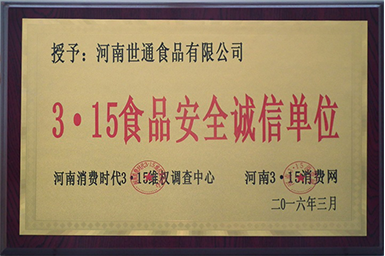 授予：河南世通食品有限公司
3·15食品安全诚信单位
河南消费时代3·15维权调查中心 河南3·15消费网
二〇一六年三月